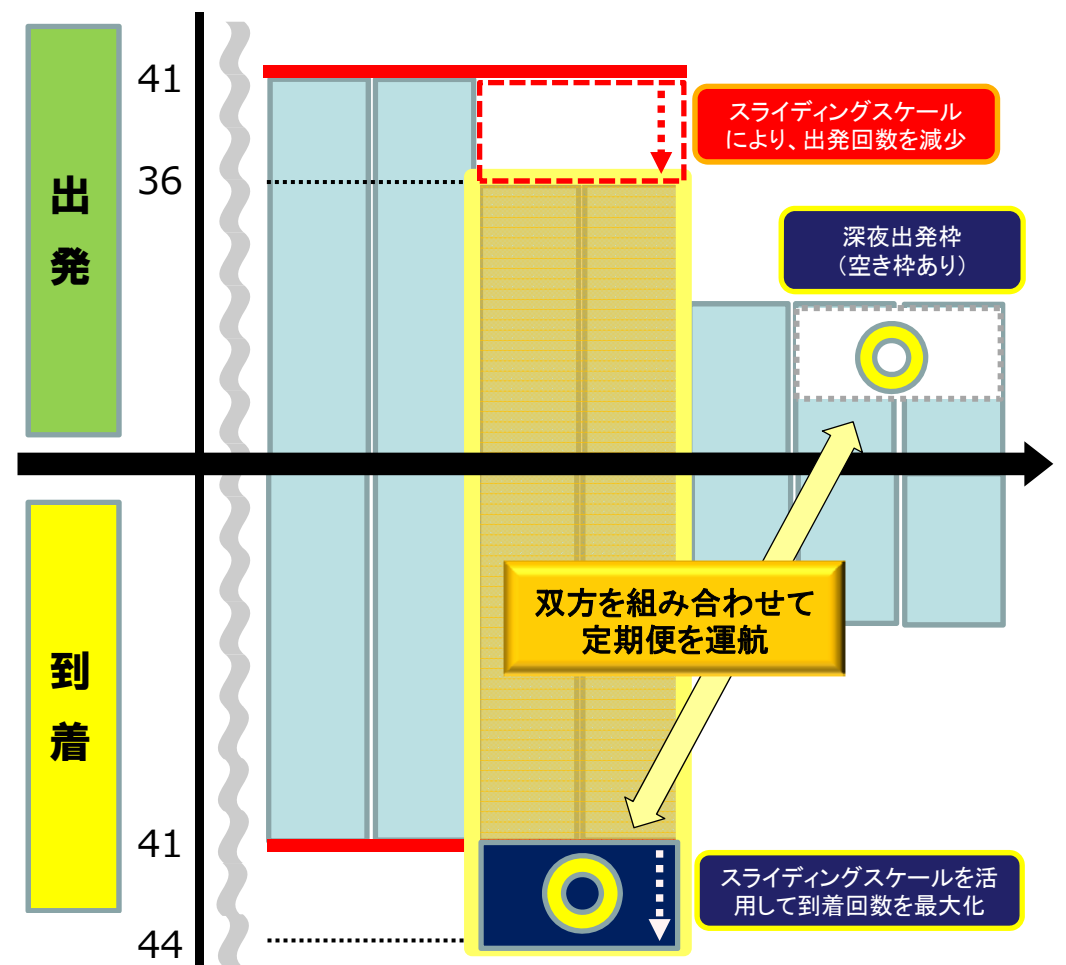 出
発
41
36
スライディングスケール
により、出発回数を減少
深夜出発枠
(空き枠あり)
双方を組み合わせて
定期便を運航
到
着
41
44
スライディングスケールを活
用して到着回数を最大化